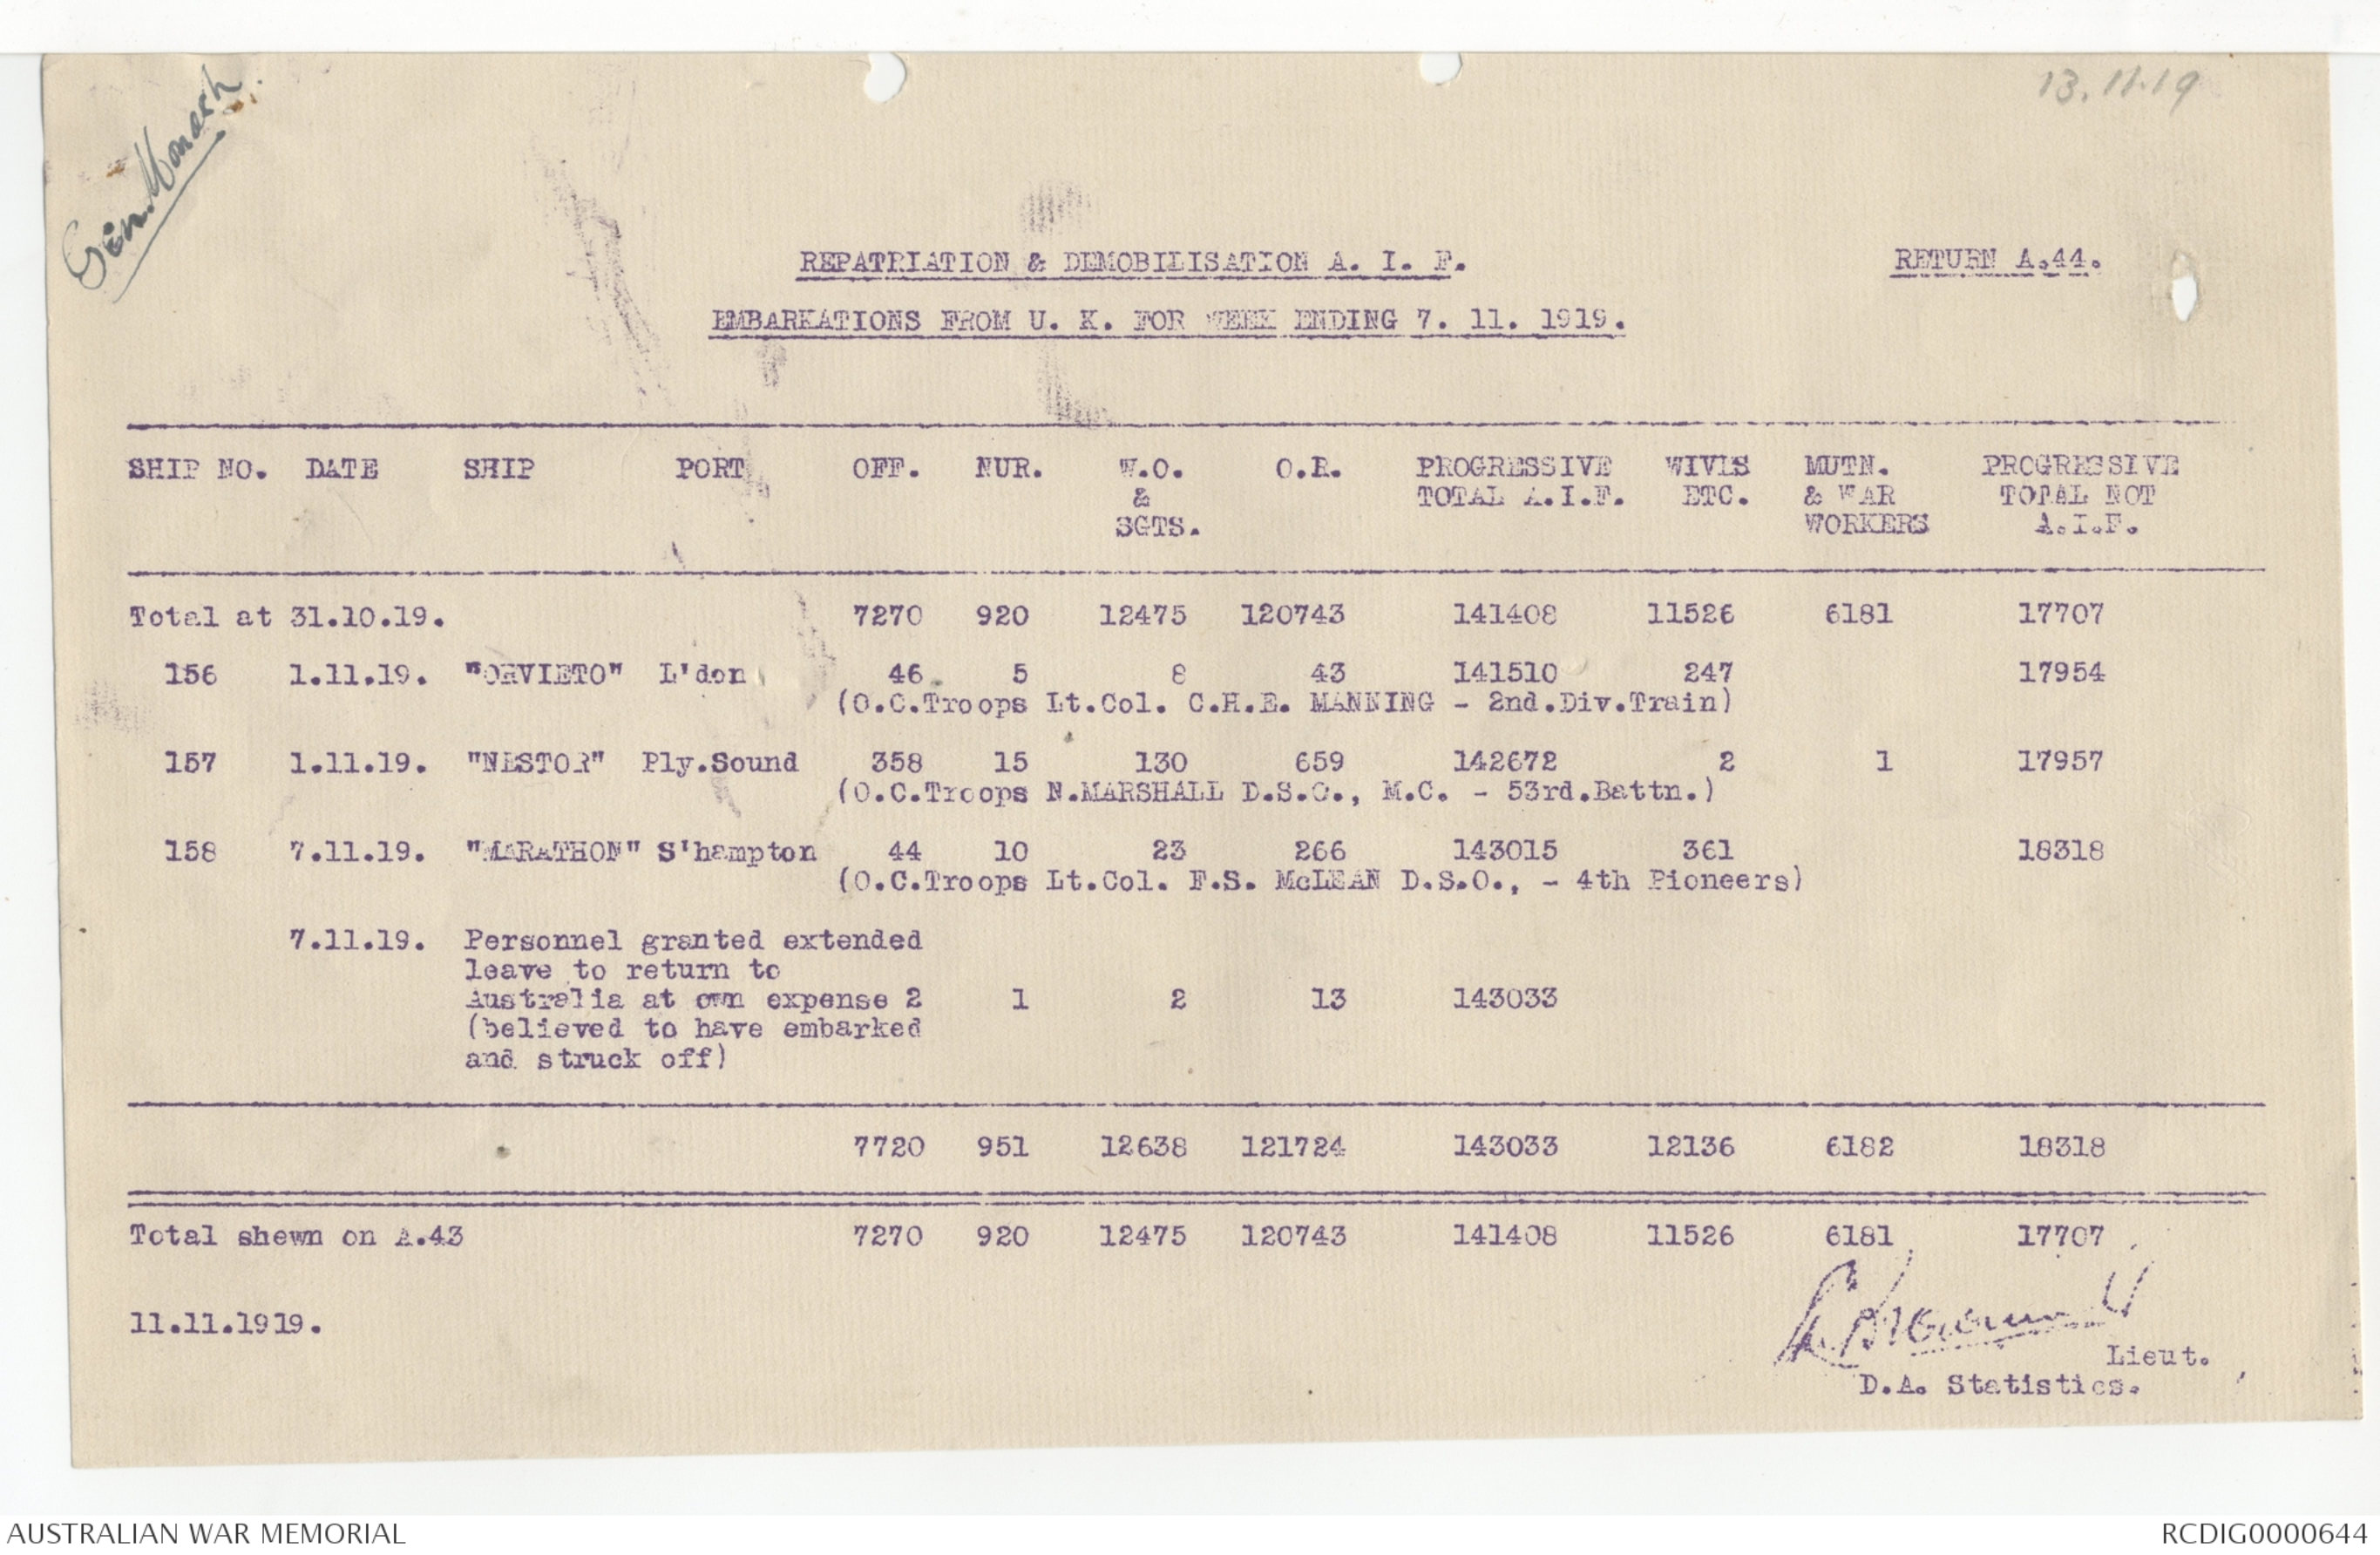 Gen. Monash.
13.11.19
REPATRIATION & DEMOBILISATION A. I. F. RETURN A.44.
EMBARKATIONS FROM U. K. FOR WEEK ENDING 7. 11. 1919.
SHIP NO. DATE SHIP PORT OFF. NUR. W.O. O.R. PROGRESSIVE WIVES MUTN. PROGRESSIVE
& TOTAL A.I.F. ETC. & WAR TOTAL NOT
SGTS. WORKERS A.I.F.
Total at 31.10.19. 7270 920 12475 120743 141408 11526 6181 17707
156 1.11.19. "ORVIETO" L'don 46 5 8 43 141510 247 17954
(O.C.Troops Lt.Col. C.H.E. MANNING - 2nd.Div.Train)
157 1.11.19. "NESTOR" Ply.Sound 358 15 130 659 142672 2 1 17957
(O.C.Troops N.MARSHALL D.S.O., M.C. - 53rd.Battn.)
158 7.11.19. "MARATHON" S'hampton 44 10 23 266 143015 361 18318
(O.C.Troops Lt.Col. F.S. McLEAN D.S.O., - 4th Pioneers)
7.11.19. Personnel granted extended
leave to return to
Australia at own expense 2 1 2 13 143033
(believed to have embarked
and struck off)
7720 951 12638 121724 143033 12136 6182 18318
Total shewn on A.43 7270 920 12475 120743 141408 11526 6181 17707
11.11.1919.
Lieut.
D.A. Statistics.
AUSTRALIAN WAR MEMORIAL RCDIG0000644